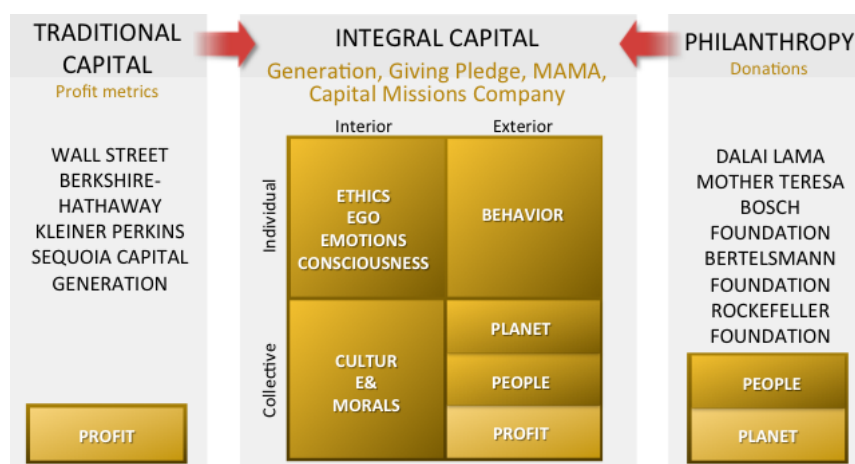 TRADITIONAL
CAPITAL
Profit metrics
WALL STREET
BERKSHIRE-
HATHAWAY
KLEINER PERKINS
SEQUOIA CAPITAL
GENERATION
PROFIT
INTEGRAL CAPITAL
Generation, Giving Pledge, MAMA,
Capital Missions Company
Interior
Exterior
Individual
ETHICS
EGO
EMOTIONS
CONSCIOUSNESS
BEHAVIOR
Collective
CULTUR
E&
MORALS
PLANET
PEOPLE
PROFIT
PHILANTHROPY
Donations
DALAI LAMA
MOTHER TERESA
BOSCH
FOUNDATION
BERTELSMANN
FOUNDATION
ROCKEFELLER
FOUNDATION
PEOPLE
PLANET